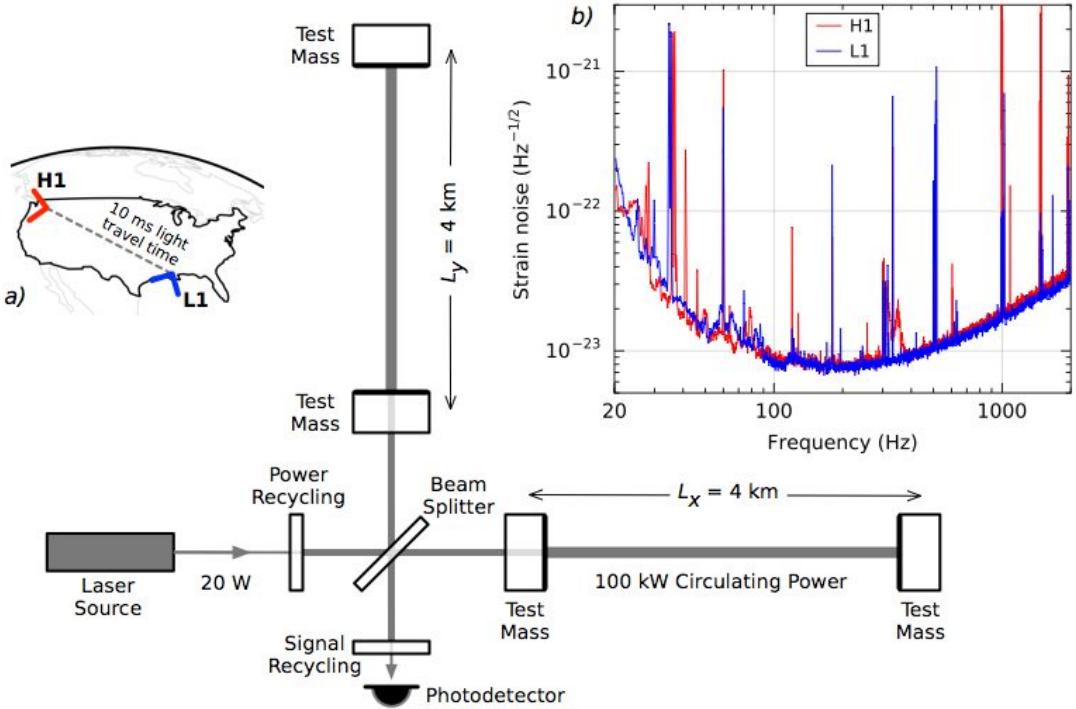 Test
Mass
b)
H1
L1
10⁻²¹
10⁻²²
10⁻²³
Strain noise (Hz⁻¹/²)
20
100
1000
Frequency (Hz)
H1
10 ms light
travel time
L1
a)
Ly = 4 km
Test
Mass
Power
Recycling
Beam
Splitter
Lx = 4 km
Laser
Source
20 W
100 kW Circulating Power
Test
Mass
Test
Mass
Signal
Recycling
Photodetector